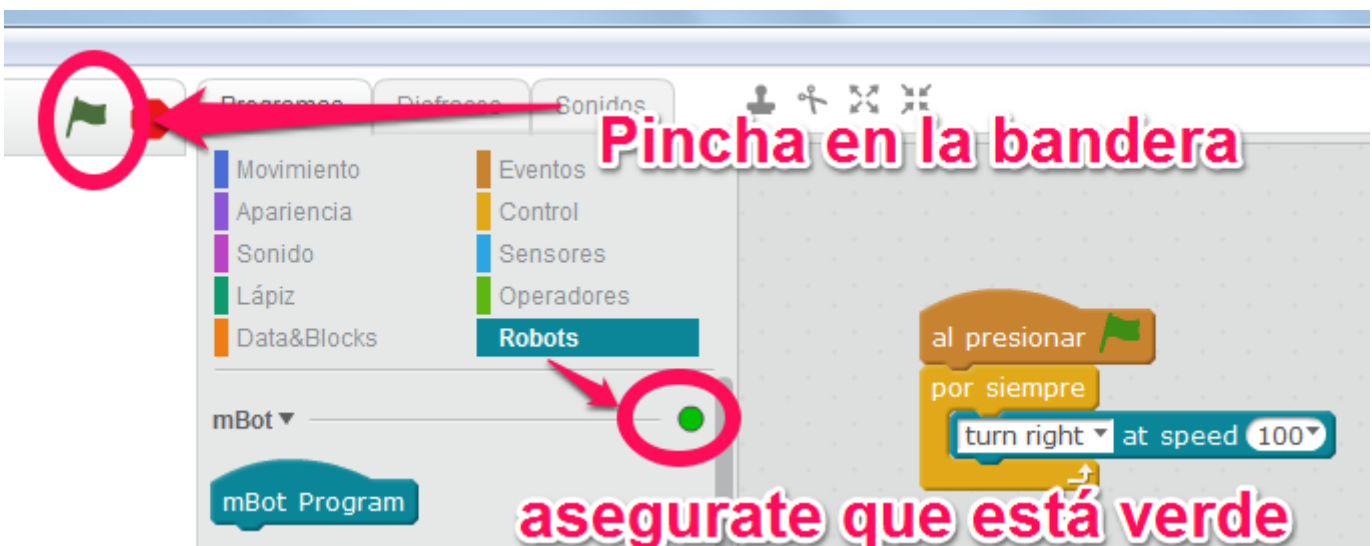 Programas Disfraces Sonidos
Pincha en la bandera
Movimiento Eventos
Apariencia Control
Sonido Sensores
Lápiz Operadores
Data&Blocks Robots
al presionar
por siempre
turn right at speed 100
mBot
mBot Program
asegurate que está verde